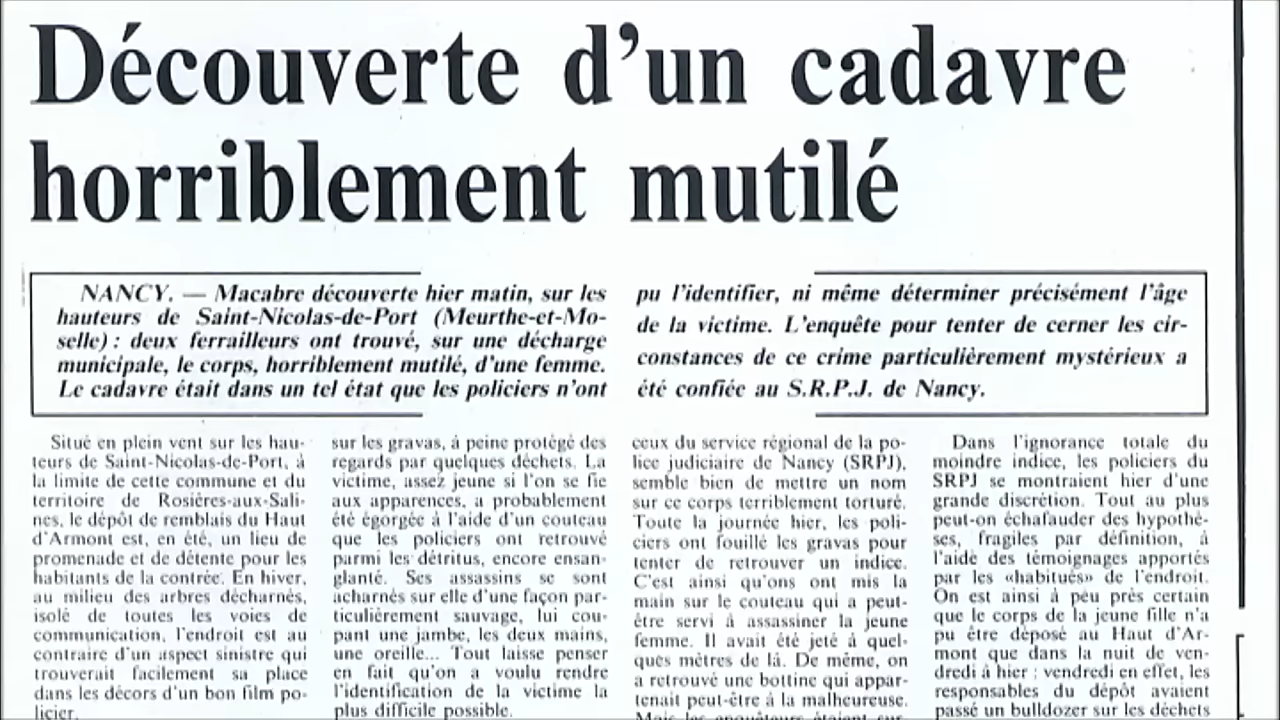 Découverte d'un cadavre
horriblement mutilé
NANCY. — Macabre découverte hier matin, sur les
hauteurs de Saint-Nicolas-de-Port (Meurthe-et-Mo-
selle) : deux ferrailleurs ont trouvé, sur une décharge
municipale, le corps, horriblement mutilé, d'une femme.
Le cadavre était dans un tel état que les policiers n'ont
pu l'identifier, ni même déterminer précisément l'âge
de la victime. L'enquête pour tenter de cerner les cir-
constances de ce crime particulièrement mystérieux a
été confiée au S.R.P.J. de Nancy.
Situé en plein vent sur les hau-
teurs de Saint-Nicolas-de-Port, à
la limite de cette commune et du
territoire de Rosières-aux-Sali-
nes, le dépôt de remblais du Haut
d'Armont est, en été, un lieu de
promenade et de détente pour les
habitants de la contrée. En hiver,
au milieu des arbres décharnés,
isolé de toutes les voies de
communication, l'endroit est au
contraire d'un aspect sinistre qui
trouverait facilement sa place
dans les décors d'un bon film po-
licier.
sur les gravas, à peine protégé des
regards par quelques déchets. La
victime, assez jeune si l'on se fie
aux apparences, a probablement
été égorgée à l'aide d'un couteau
que les policiers ont retrouvé
parmi les détritus, encore ensan-
glanté. Ses assassins se sont
acharnés sur elle d'une façon par-
ticulièrement sauvage, lui cou-
pant une jambe, les deux mains,
une oreille... Tout laisse penser
en fait qu'on a voulu rendre
l'identification de la victime la
plus difficile possible.
ceux du service régional de la po-
lice judiciaire de Nancy (SRPJ),
semble bien de mettre un nom
sur ce corps terriblement torturé.
Toute la journée hier, les poli-
ciers ont fouillé les gravas pour
tenter de retrouver un indice.
C'est ainsi qu'ons ont mis la
main sur le couteau qui a peut-
être servi à assassiner la jeune
femme. Il avait été jeté à quel-
ques mètres de là. De même, on
a retrouvé une bottine qui appar-
tenait peut-être à la malheureuse.
Mais les enquêteurs étaient sur-
Dans l'ignorance totale du
moindre indice, les policiers du
SRPJ se montraient hier d'une
grande discrétion. Tout au plus
peut-on échafauder des hypothè-
ses, fragiles par définition, à
l'aide des témoignages apportés
par les «habitués» de l'endroit.
On est ainsi à peu près certain
que le corps de la jeune fille n'a
pu être déposé au Haut d'Ar-
mont que dans la nuit de ven-
dredi à hier : vendredi en effet, les
responsables du dépôt avaient
passé un bulldozer sur les déchets